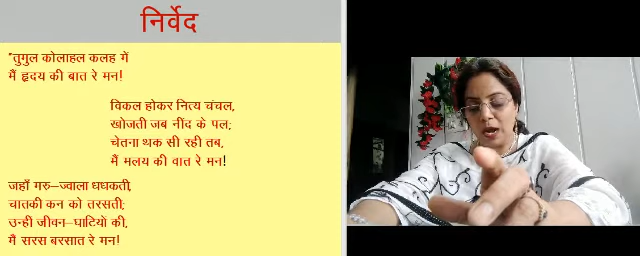 निर्वेद
"तुमुल कोलाहल कलह में
मैं हृदय की बात रे मन!
विकल होकर नित्य चंचल,
खोजती जब नींद के पल;
चेतना थक सी रही तब,
मैं मलय की वात रे मन!
जहाँ मरु–ज्वाला धधकती,
चातकी कन को तरसती;
उन्हीं जीवन–घाटियो की,
मैं सरस बरसात रे मन!